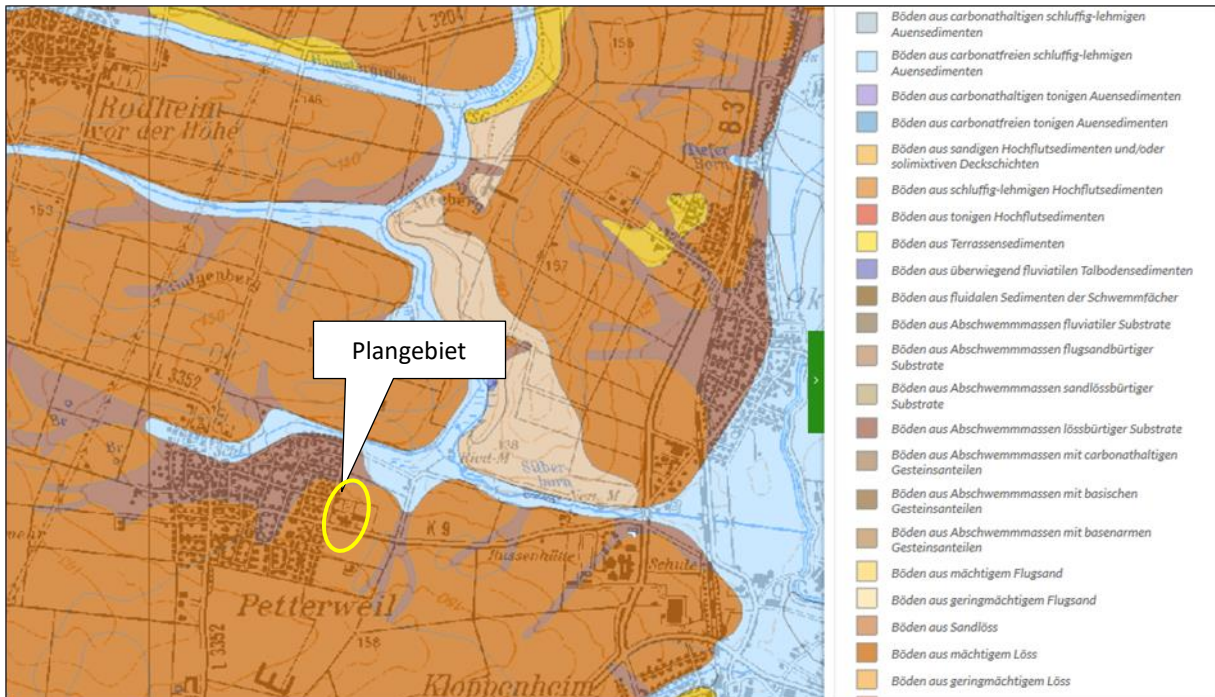 L 3204
155
Rodheim
vor der Höhe
146
B 3
Alteberg
153
157
L 3352
Plangebiet
138
Silber-
born
K 9
Schule
Petterweil
L 3352
158
Kloppenheim
Böden aus carbonathaltigen schluffig-lehmigen
Auensedimenten
Böden aus carbonatfreien schluffig-lehmigen
Auensedimenten
Böden aus carbonathaltigen tonigen Auensedimenten
Böden aus carbonatfreien tonigen Auensedimenten
Böden aus sandigen Hochflutsedimenten und/oder
solimixtiven Deckschichten
Böden aus schluffig-lehmigen Hochflutsedimenten
Böden aus tonigen Hochflutsedimenten
Böden aus Terrassensedimenten
Böden aus überwiegend fluviatilen Talbodensedimenten
Böden aus fluidalen Sedimenten der Schwemmfächer
Böden aus Abschwemmmassen fluviatiler Substrate
Böden aus Abschwemmmassen flugsandbürtiger
Substrate
Böden aus Abschwemmmassen sandlössbürtiger
Substrate
Böden aus Abschwemmmassen lössbürtiger Substrate
Böden aus Abschwemmmassen mit carbonathaltigen
Gesteinsanteilen
Böden aus Abschwemmmassen mit basischen
Gesteinsanteilen
Böden aus Abschwemmmassen mit basenarmen
Gesteinsanteilen
Böden aus mächtigem Flugsand
Böden aus geringmächtigem Flugsand
Böden aus Sandlöss
Böden aus mächtigem Löss
Böden aus geringmächtigem Löss